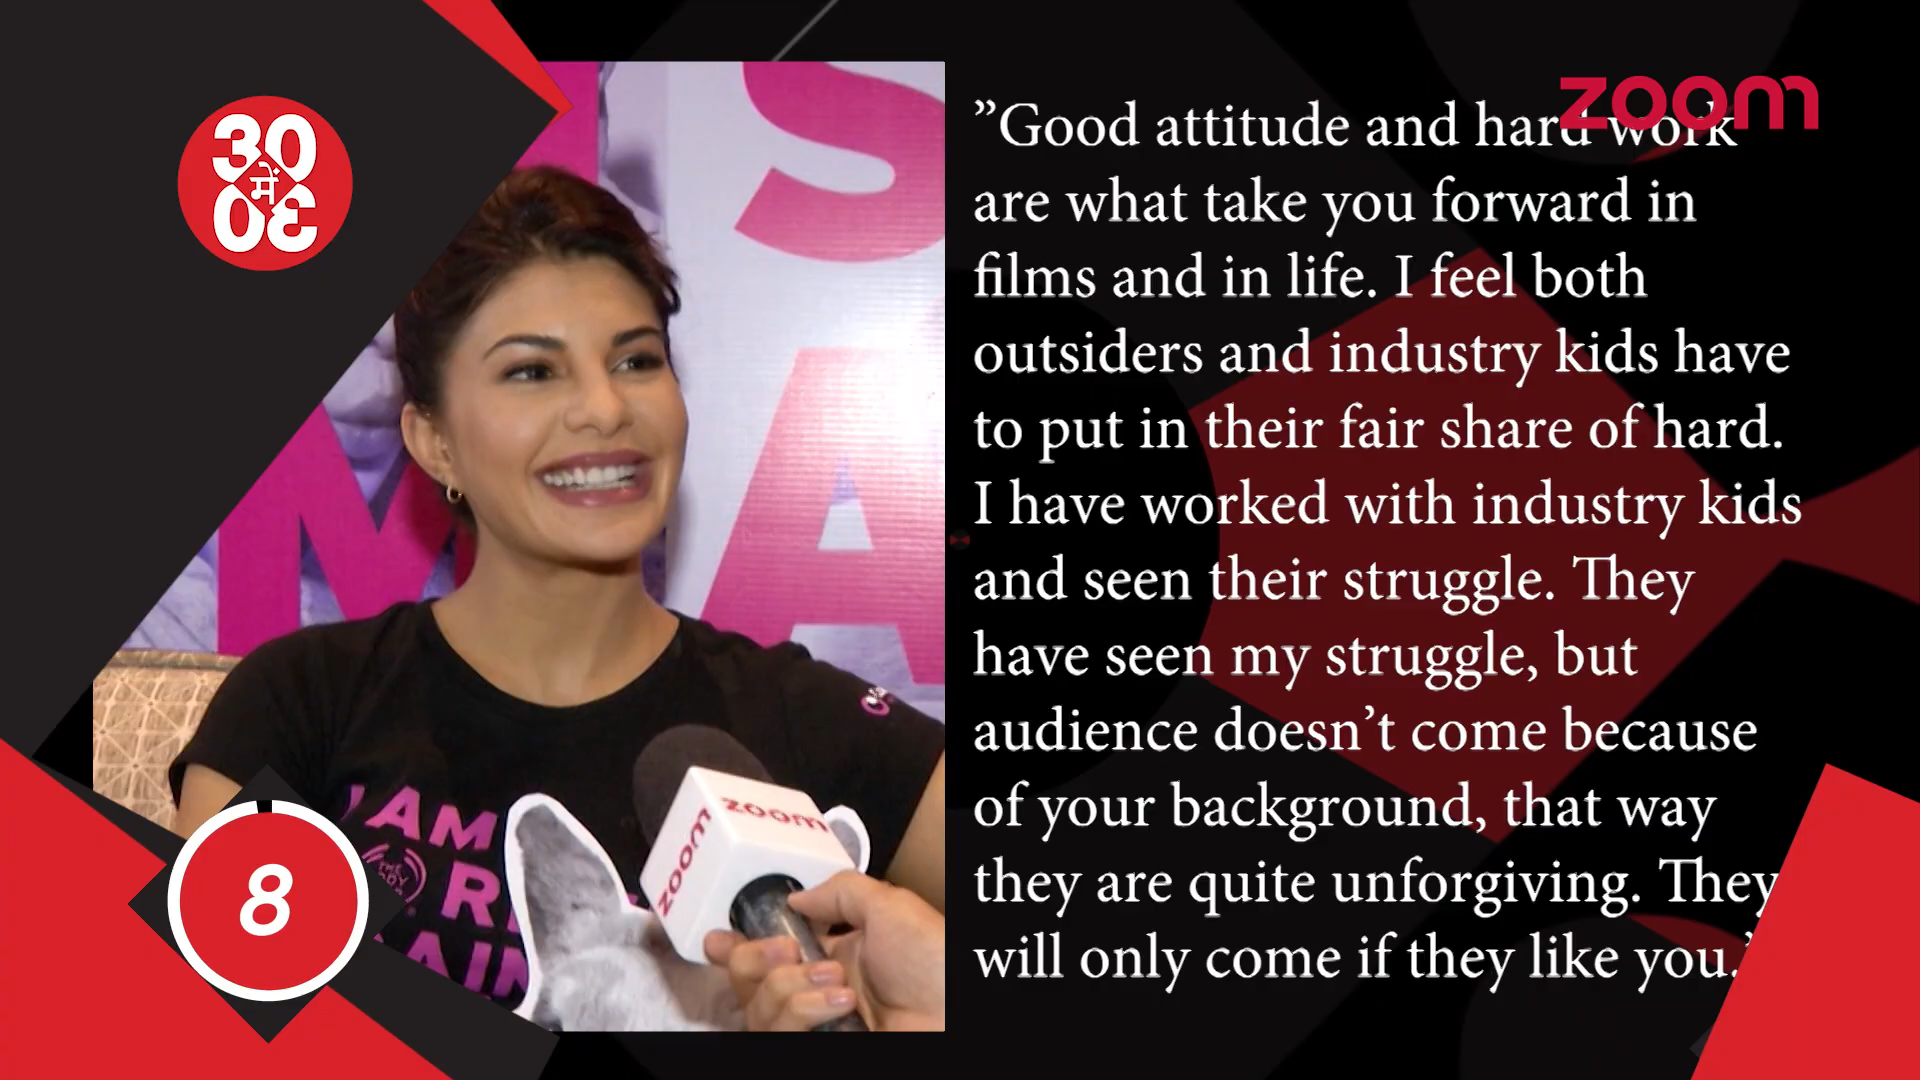 zoom
30
में
30
”Good attitude and hard work
are what take you forward in
films and in life. I feel both
outsiders and industry kids have
to put in their fair share of hard.
I have worked with industry kids
and seen their struggle. They
have seen my struggle, but
audience doesn’t come because
of your background, that way
they are quite unforgiving. They
will only come if they like you.’
S
M
A
I AM
THE
zoom
zoom
8